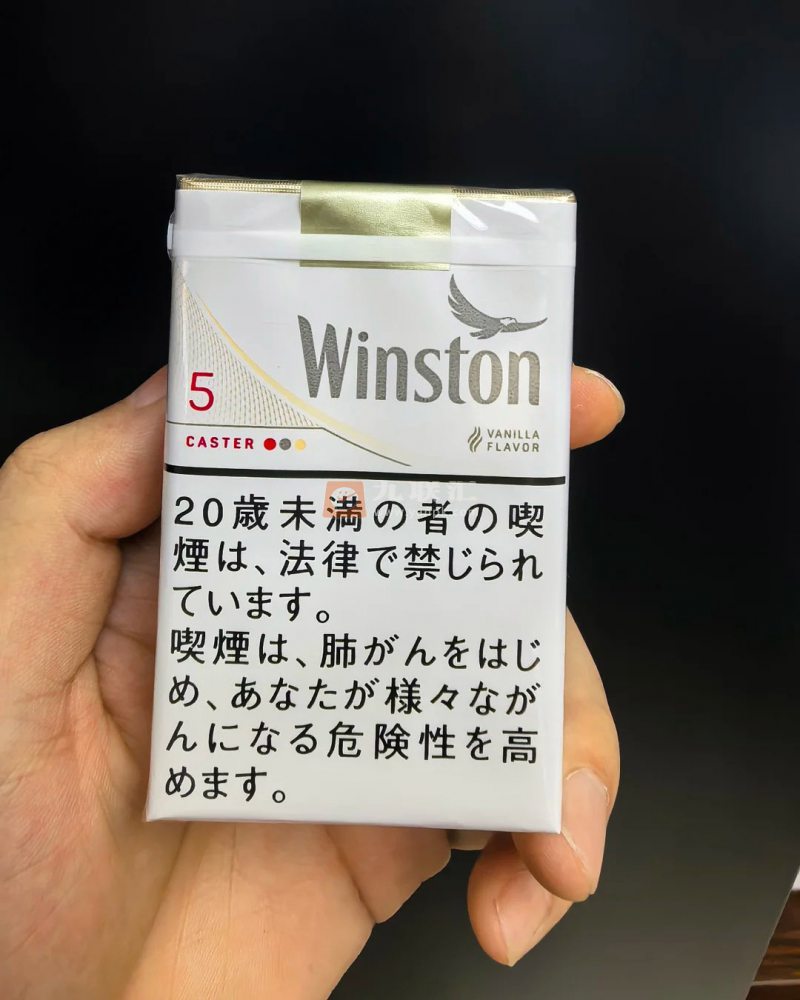 Winston
5
CASTER
VANILLA
FLAVOR
九联汇
20歳未満の者の喫
煙は、法律で禁じられ
ています。
喫煙は、肺がんをはじ
め、あなたが様々なが
んになる危険性を高
めます。